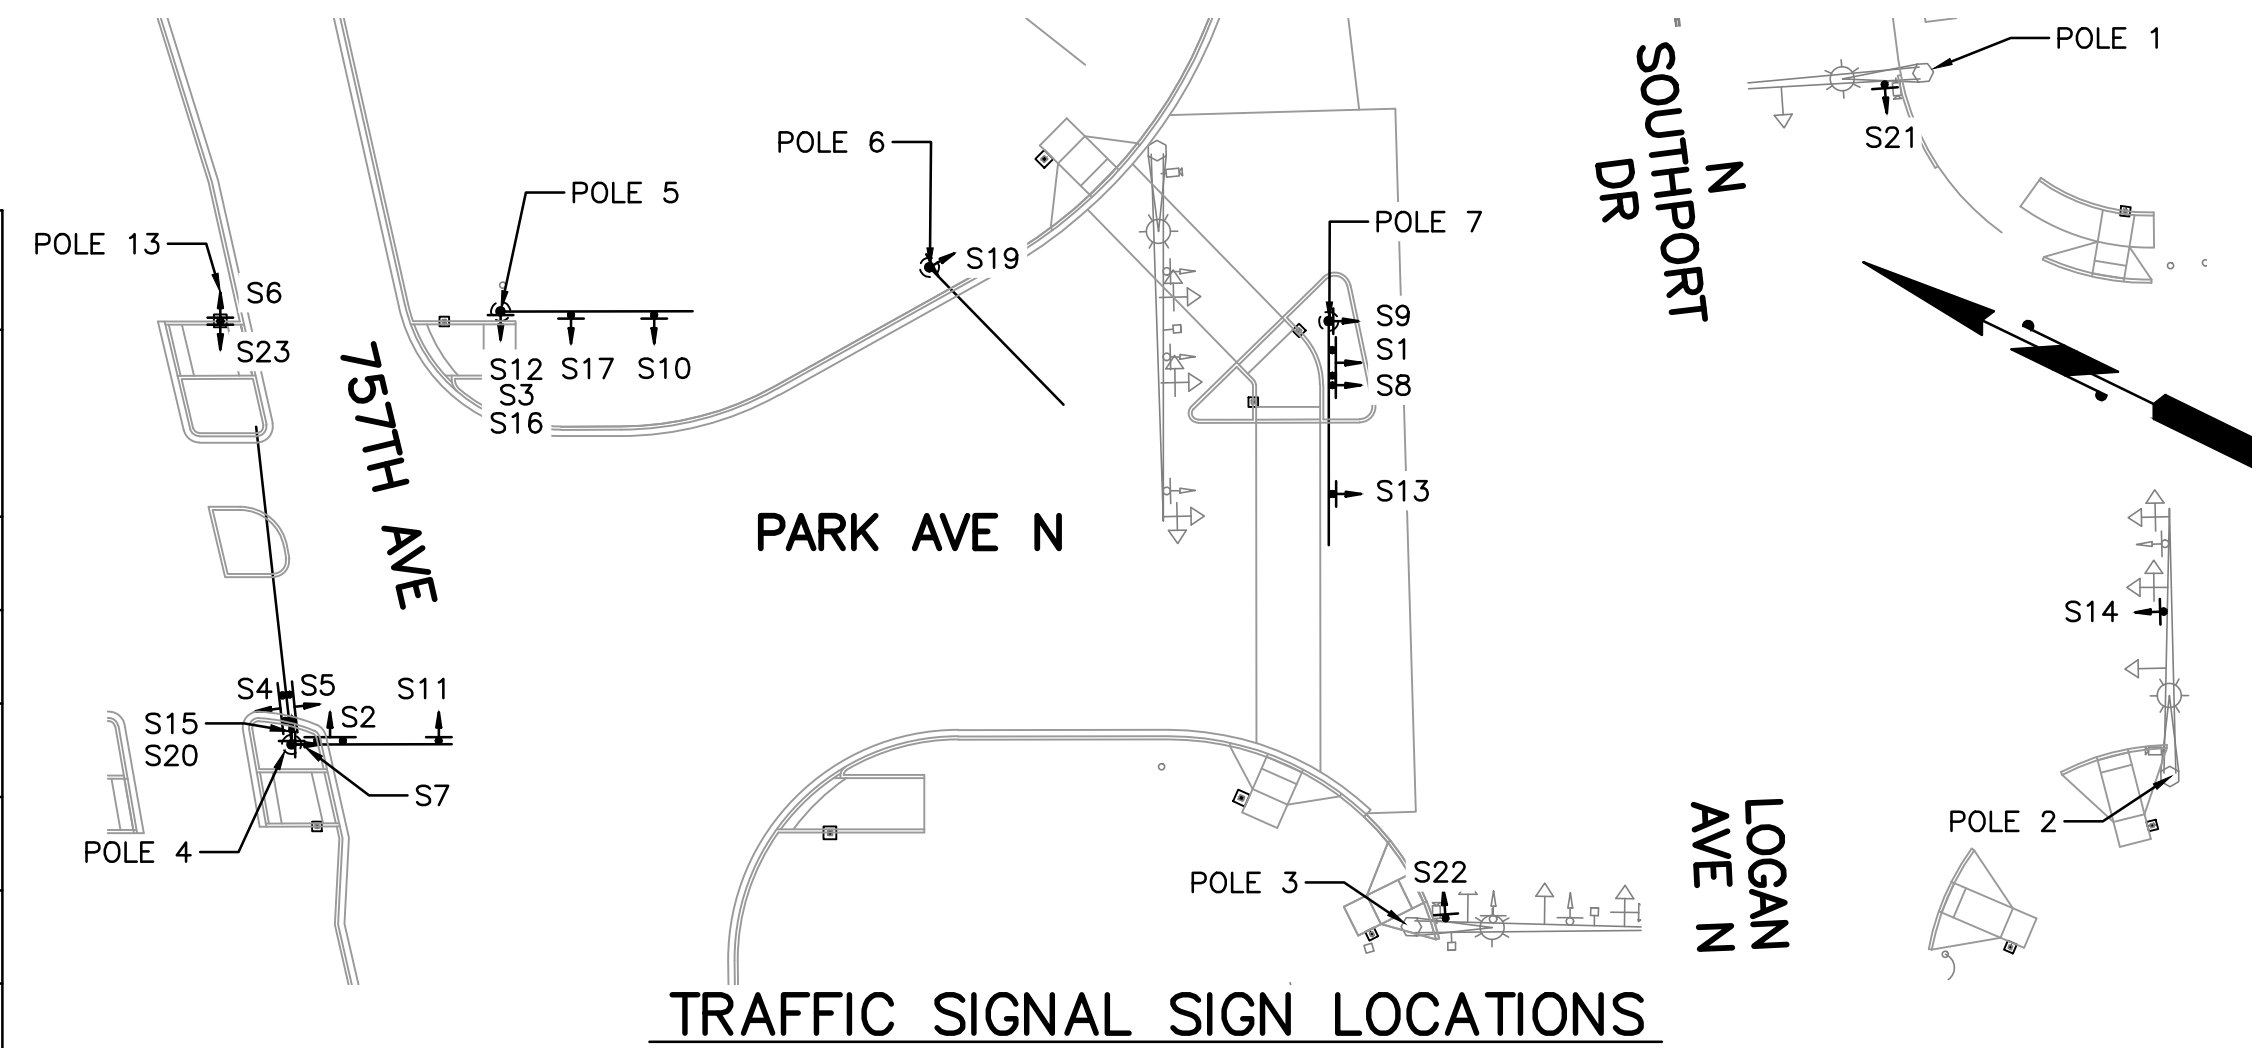 POLE 1
N
SOUTHPORT
DR
S21
POLE 6
POLE 5
POLE 7
POLE 13
S19
S6
S9
S23
S12
S17
S10
S1
S3
S8
S16
757TH AVE
S13
PARK AVE N
S14
S4
S5
S11
S15
S2
S20
S7
LOGAN
AVE N
POLE 2
POLE 4
S22
POLE 3
TRAFFIC SIGNAL SIGN LOCATIONS